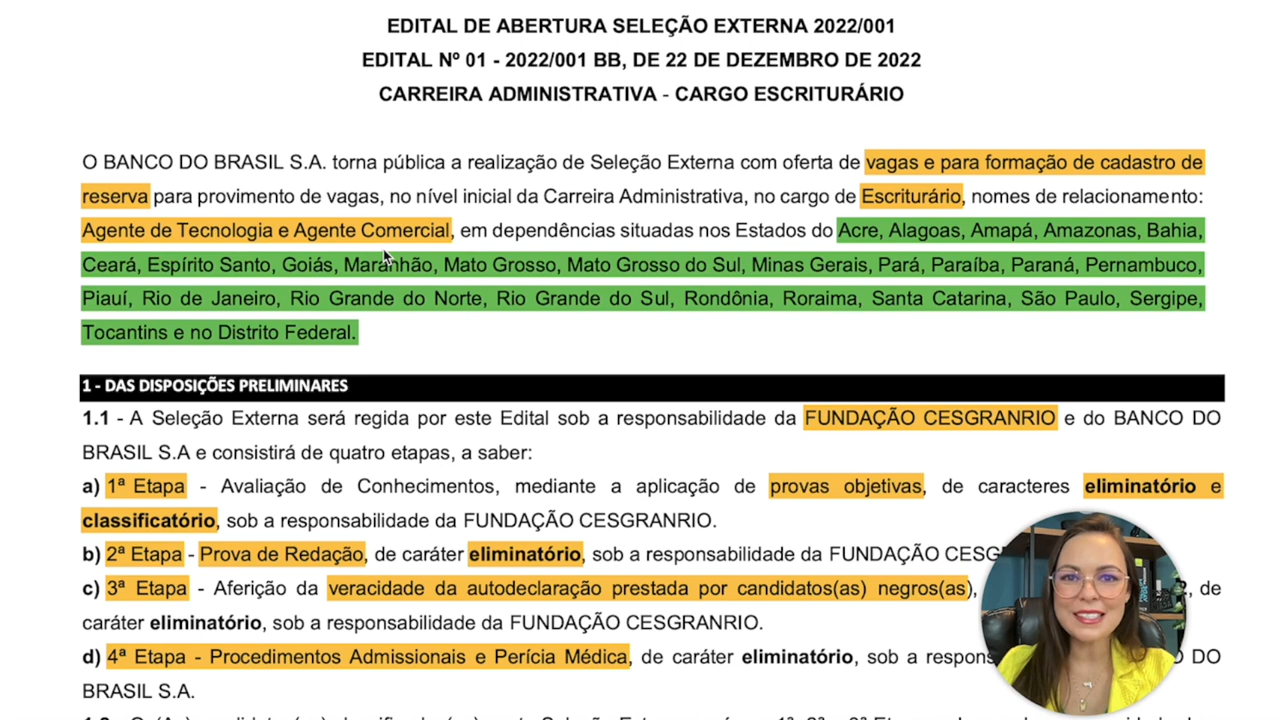 EDITAL DE ABERTURA SELEÇÃO EXTERNA 2022/001
EDITAL Nº 01 - 2022/001 BB, DE 22 DE DEZEMBRO DE 2022
CARREIRA ADMINISTRATIVA - CARGO ESCRITURÁRIO
O BANCO DO BRASIL S.A. torna pública a realização de Seleção Externa com oferta de vagas e para formação de cadastro de
reserva para provimento de vagas, no nível inicial da Carreira Administrativa, no cargo de Escriturário, nomes de relacionamento:
Agente de Tecnologia e Agente Comercial, em dependências situadas nos Estados do Acre, Alagoas, Amapá, Amazonas, Bahia,
Ceará, Espírito Santo, Goiás, Maranhão, Mato Grosso, Mato Grosso do Sul, Minas Gerais, Pará, Paraíba, Paraná, Pernambuco,
Piauí, Rio de Janeiro, Rio Grande do Norte, Rio Grande do Sul, Rondônia, Roraima, Santa Catarina, São Paulo, Sergipe,
Tocantins e no Distrito Federal.
1 - DAS DISPOSIÇÕES PRELIMINARES
1.1 - A Seleção Externa será regida por este Edital sob a responsabilidade da FUNDAÇÃO CESGRANRIO e do BANCO DO
BRASIL S.A e consistirá de quatro etapas, a saber:
a) 1ª Etapa - Avaliação de Conhecimentos, mediante a aplicação de provas objetivas, de caracteres eliminatório e
classificatório, sob a responsabilidade da FUNDAÇÃO CESGRANRIO.
b) 2ª Etapa - Prova de Redação, de caráter eliminatório, sob a responsabilidade da FUNDAÇÃO
c) 3ª Etapa - Aferição da veracidade da autodeclaração prestada por candidatos(as) negros(as), de
caráter eliminatório, sob a responsabilidade da FUNDAÇÃO CESGRANRIO.
d) 4ª Etapa - Procedimentos Admissionais e Perícia Médica, de caráter eliminatório, sob a DO
BRASIL S.A.